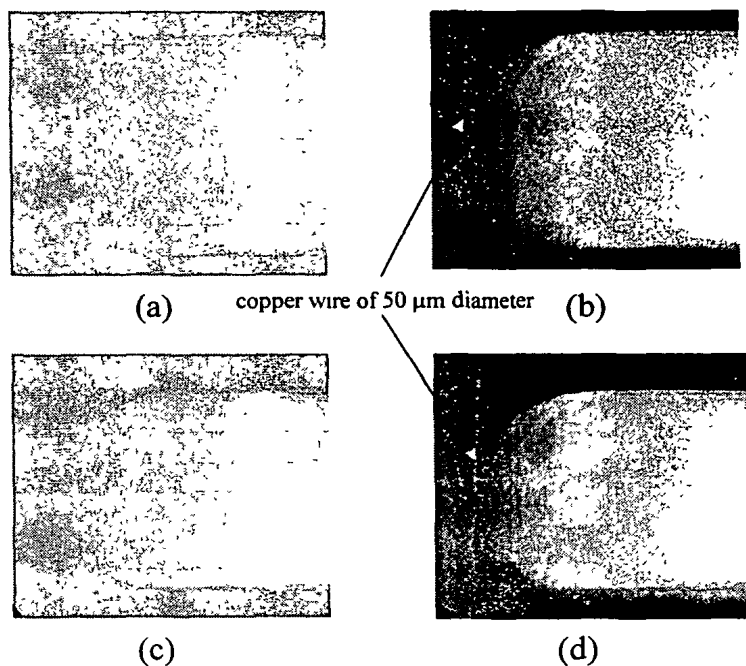 (a)
(b)
copper wire of 50 μm diameter
(c)
(d)